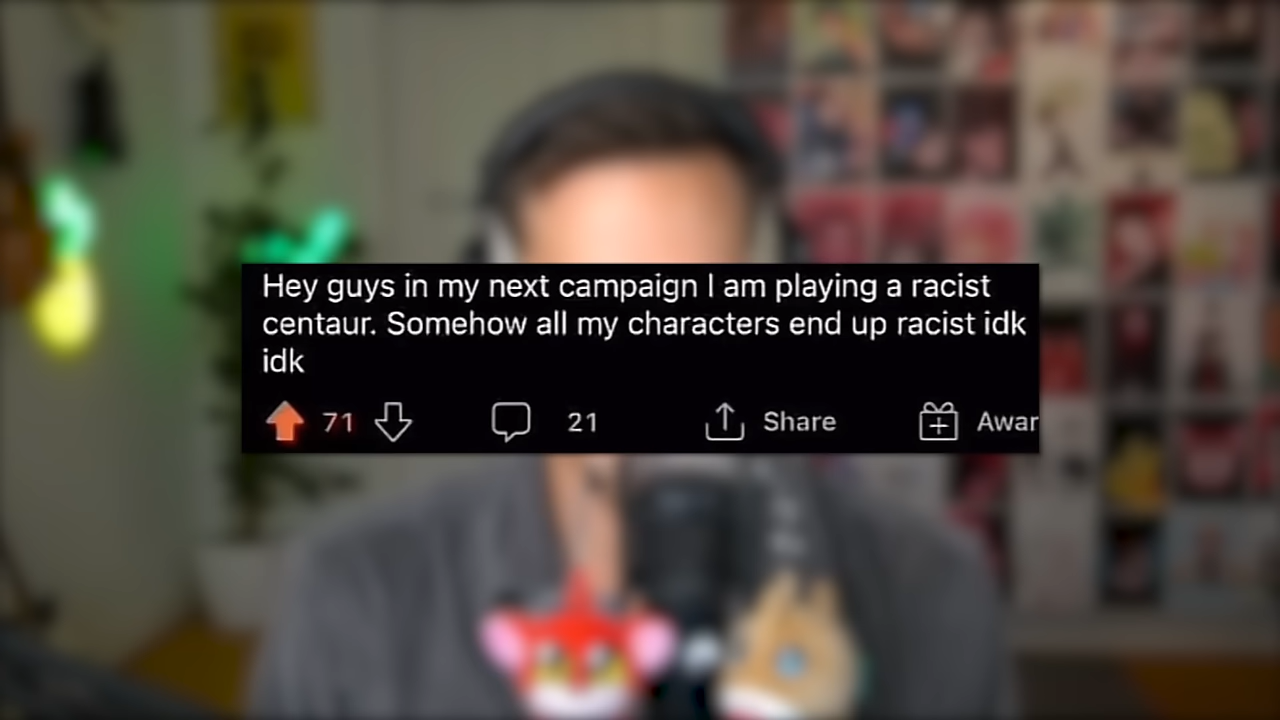 Hey guys in my next campaign I am playing a racist
centaur. Somehow all my characters end up racist idk
idk
71 21 Share Awar